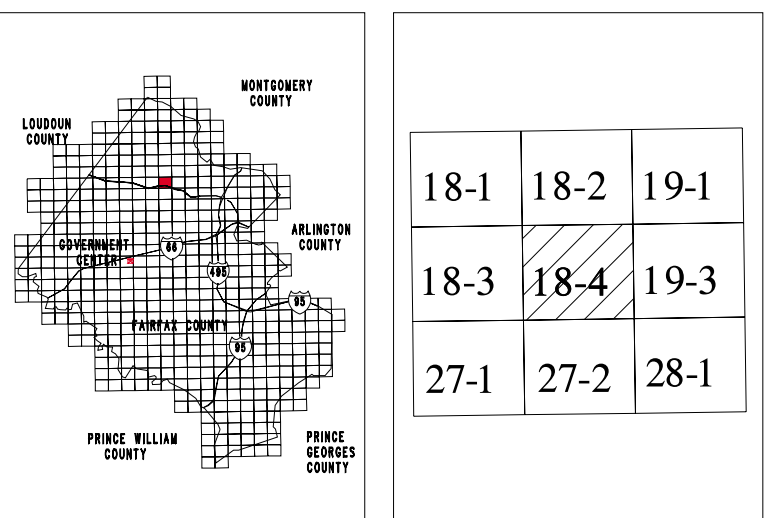 MONTGOMERY
COUNTY
LOUDOUN
COUNTY
ARLINGTON
COUNTY
GOVERNMENT
CENTER
66
495
95
FAIRFAX COUNTY
95
PRINCE WILLIAM
COUNTY
PRINCE
GEORGES
COUNTY
18-1 18-2 19-1
18-3 18-4 19-3
27-1 27-2 28-1